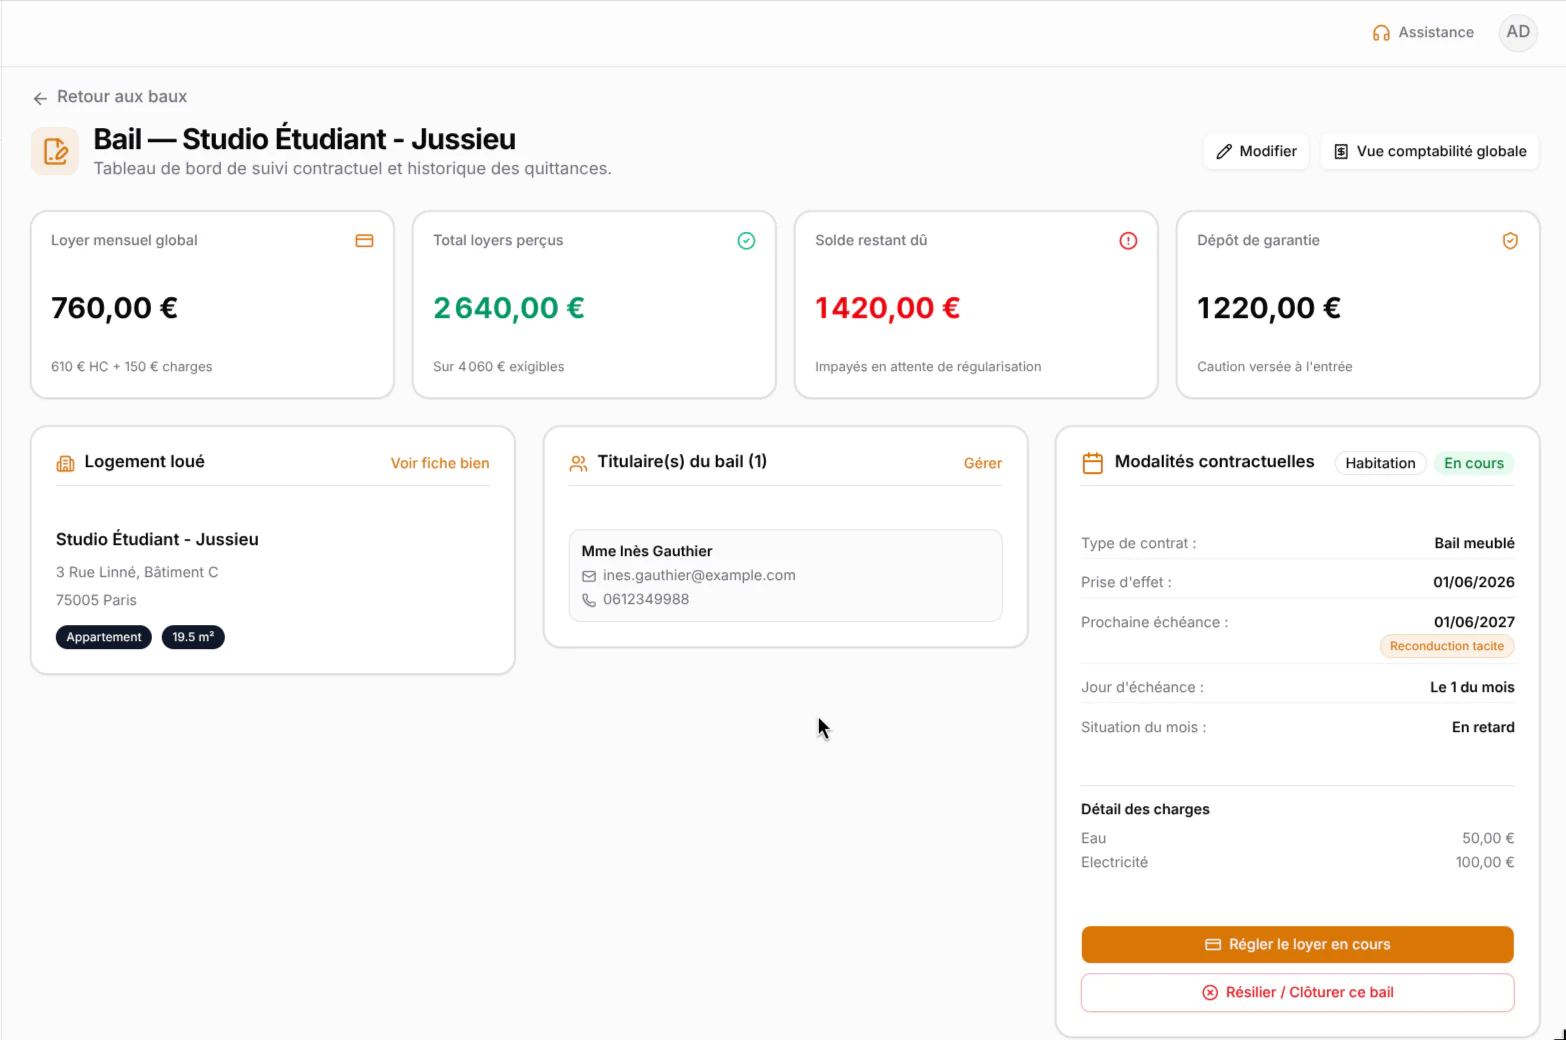 Assistance
AD
Retour aux baux
Bail — Studio Étudiant - Jussieu
Tableau de bord de suivi contractuel et historique des quittances.
Modifier
Vue comptabilité globale
Loyer mensuel global
760,00 €
610 € HC + 150 € charges
Total loyers perçus
2 640,00 €
Sur 4 060 € exigibles
Solde restant dû
1 420,00 €
Impayés en attente de régularisation
Dépôt de garantie
1 220,00 €
Caution versée à l'entrée
Logement loué
Voir fiche bien
Studio Étudiant - Jussieu
3 Rue Linné, Bâtiment C
75005 Paris
Appartement
19.5 m²
Titulaire(s) du bail (1)
Gérer
Mme Inès Gauthier
ines.gauthier@example.com
0612349988
Modalités contractuelles
Habitation
En cours
Type de contrat : Bail meublé
Prise d'effet : 01/06/2026
Prochaine échéance : 01/06/2027
Reconduction tacite
Jour d'échéance : Le 1 du mois
Situation du mois : En retard
Détail des charges
Eau 50,00 €
Electricité 100,00 €
Régler le loyer en cours
Résilier / Clôturer ce bail